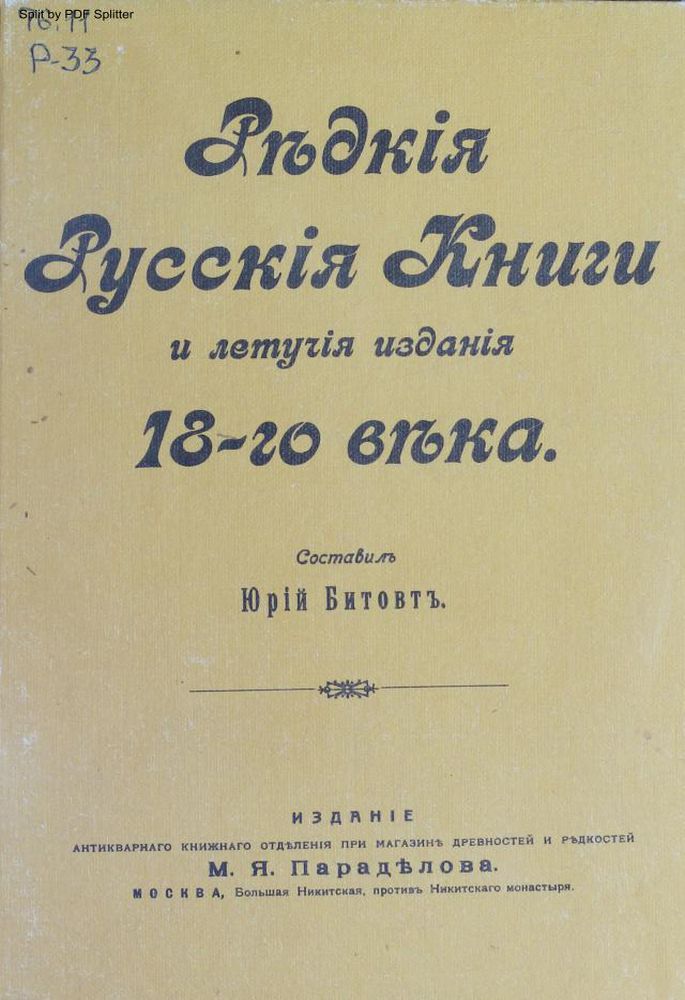 Split by PDF Splitter
Р-33
Рѣдкія
Русскія Книги
и летучія изданія
18-го вѣка.
Составилъ
Юрій Битовтъ.
ИЗДАНІЕ
АНТИКВАРНАГО КНИЖНАГО ОТДѢЛЕНІЯ ПРИ МАГАЗИНѢ ДРЕВНОСТЕЙ И РѢДКОСТЕЙ
М. Я. Парадѣлова.
МОСКВА, Большая Никитская, противъ Никитскаго монастыря.